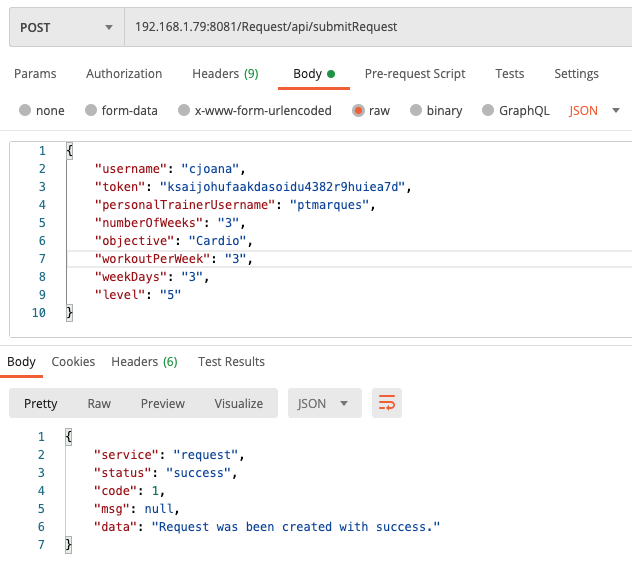 POST 192.168.1.79:8081/Request/api/submitRequest
Params Authorization Headers (9) Body Pre-request Script Tests Settings
none form-data x-www-form-urlencoded raw binary GraphQL JSON
1 {
2 "username": "cjoana",
3 "token": "ksaijohufaakdasoidu4382r9huiea7d",
4 "personalTrainerUsername": "ptmarques",
5 "numberOfWeeks": "3",
6 "objective": "Cardio",
7 "workoutPerWeek": "3",
8 "weekDays": "3",
9 "level": "5"
10 }
Body Cookies Headers (6) Test Results
Pretty Raw Preview Visualize JSON
1 {
2 "service": "request",
3 "status": "success",
4 "code": 1,
5 "msg": null,
6 "data": "Request was been created with success."
7 }